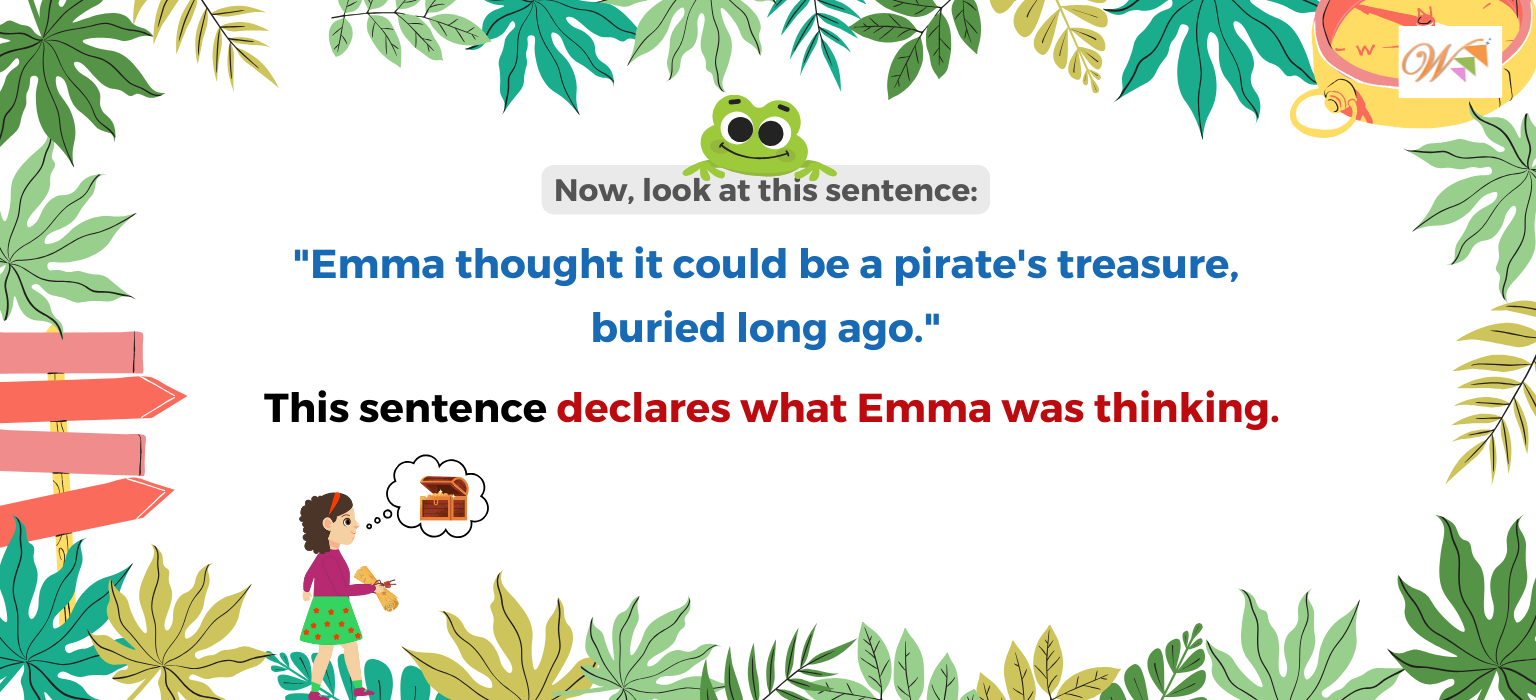 W
N
W
Now, look at this sentence:
"Emma thought it could be a pirate's treasure,
buried long ago."
This sentence declares what Emma was thinking.